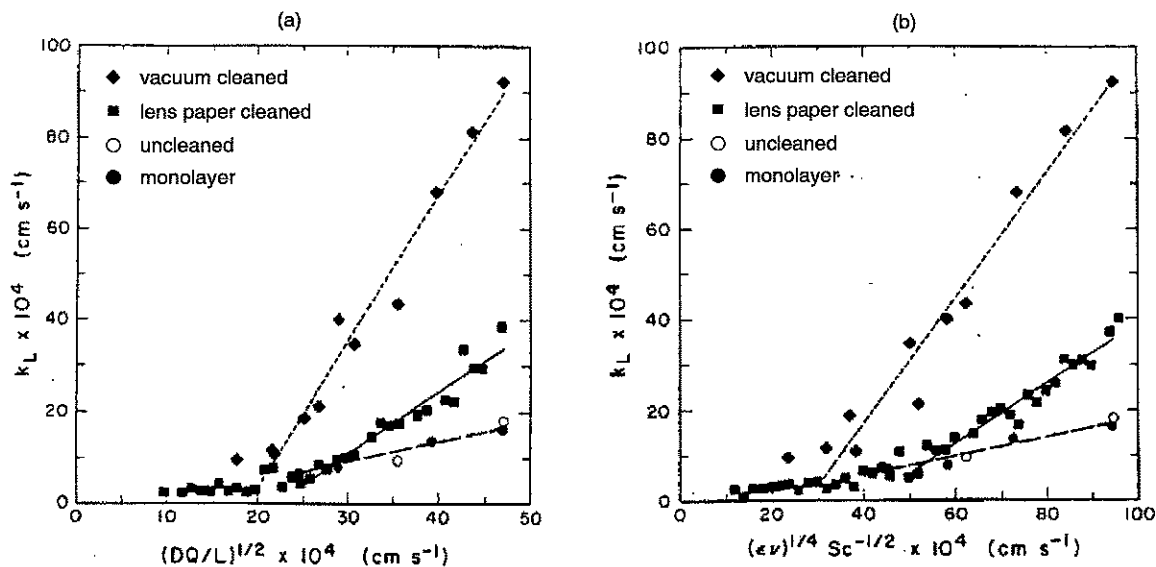 (a)
100
80
60
40
20
0
k_L x 10^4 (cm s^-1)
◆ vacuum cleaned
■ lens paper cleaned
○ uncleaned
● monolayer
0 10 20 30 40 50
(DQ/L)^1/2 x 10^4 (cm s^-1)
(b)
100
80
60
40
20
0
k_L x 10^4 (cm s^-1)
◆ vacuum cleaned
■ lens paper cleaned
○ uncleaned
● monolayer
0 20 40 60 80 100
(εν)^1/4 Sc^-1/2 x 10^4 (cm s^-1)